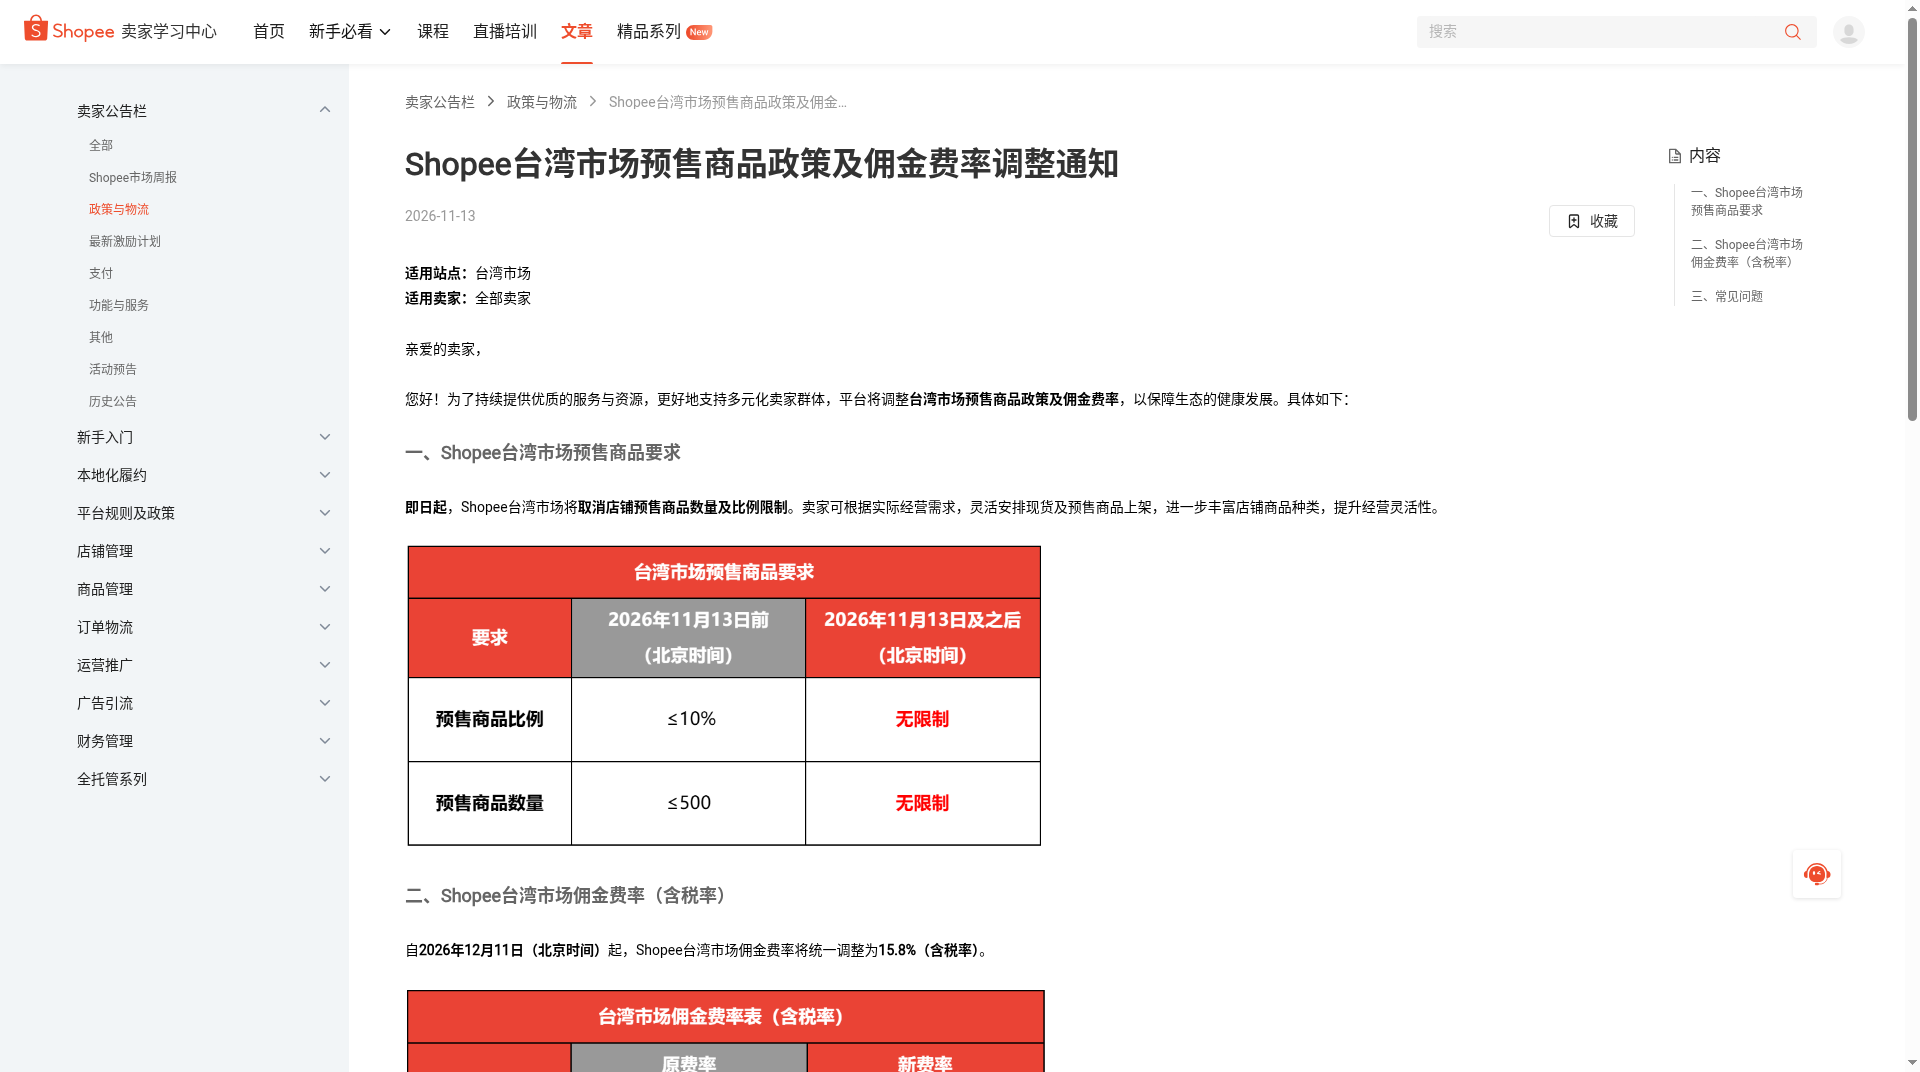 Shopee 卖家学习中心
首页
新手必看
课程
直播培训
文章
精品系列 New
搜索
卖家公告栏
全部
Shopee市场周报
政策与物流
最新激励计划
支付
功能与服务
其他
活动预告
历史公告
新手入门
本地化履约
平台规则及政策
店铺管理
商品管理
订单物流
运营推广
广告引流
财务管理
全托管系列
卖家公告栏 > 政策与物流 > Shopee台湾市场预售商品政策及佣金...
Shopee台湾市场预售商品政策及佣金费率调整通知
2026-11-13
收藏
适用站点：台湾市场
适用卖家：全部卖家
亲爱的卖家，
您好！为了持续提供优质的服务与资源，更好地支持多元化卖家群体，平台将调整台湾市场预售商品政策及佣金费率，以保障生态的健康发展。具体如下：
一、Shopee台湾市场预售商品要求
即日起，Shopee台湾市场将取消店铺预售商品数量及比例限制。卖家可根据实际经营需求，灵活安排现货及预售商品上架，进一步丰富店铺商品种类，提升经营灵活性。
台湾市场预售商品要求
要求
2026年11月13日前
（北京时间）
2026年11月13日及之后
（北京时间）
预售商品比例
≤10%
无限制
预售商品数量
≤500
无限制
二、Shopee台湾市场佣金费率（含税率）
自2026年12月11日（北京时间）起，Shopee台湾市场佣金费率将统一调整为15.8%（含税率）。
台湾市场佣金费率表（含税率）
原费率
新费率
内容
一、Shopee台湾市场
预售商品要求
二、Shopee台湾市场
佣金费率（含税率）
三、常见问题